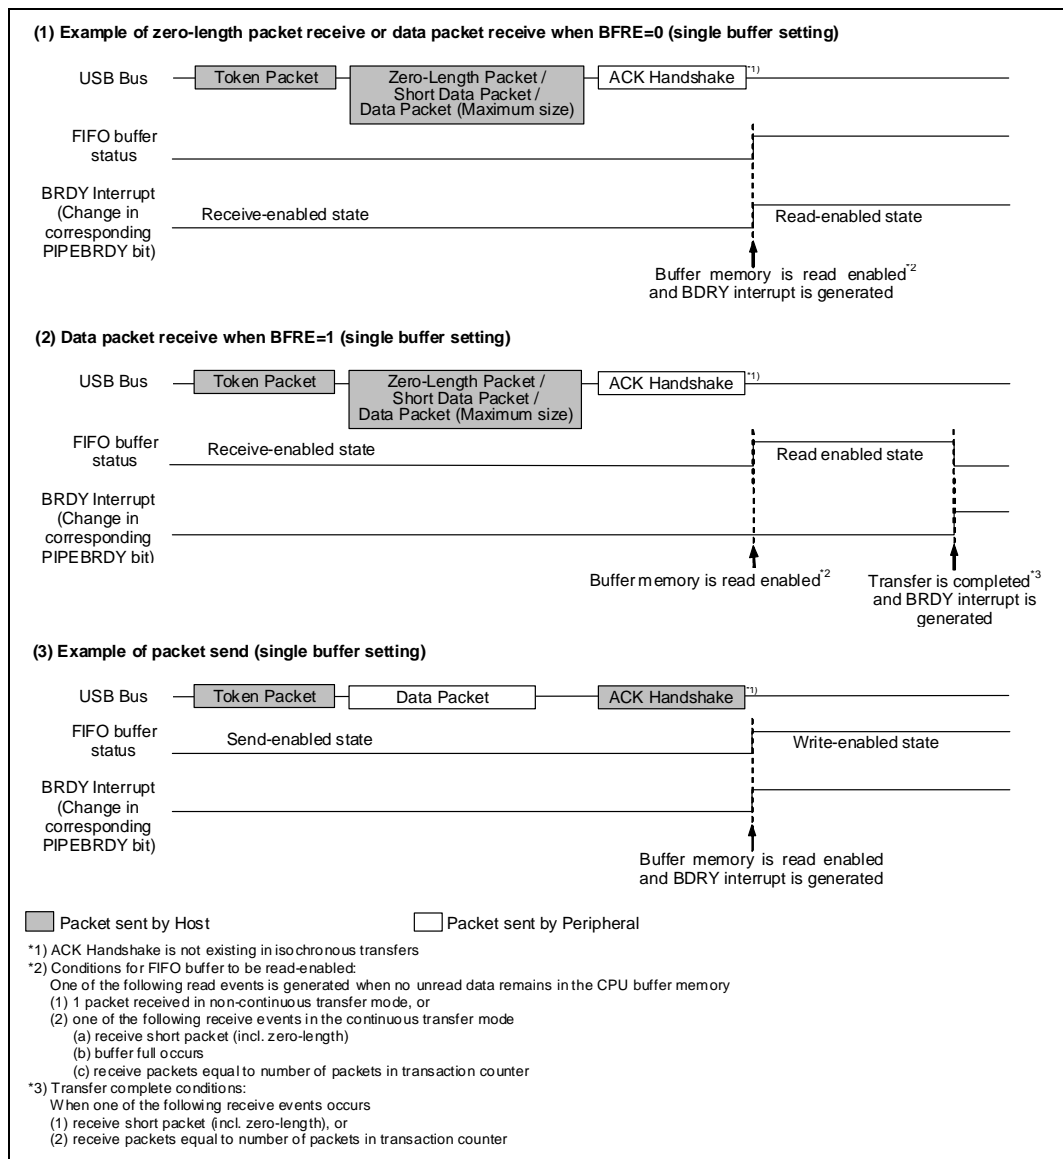 (1) Example of zero-length packet receive or data packet receive when BFRE=0 (single buffer setting)
USB Bus
Token Packet
Zero-Length Packet /
Short Data Packet /
Data Packet (Maximum size)
ACK Handshake
*1)
FIFO buffer
status
BRDY Interrupt
(Change in
corresponding
PIPEBRDY bit)
Receive-enabled state
Read-enabled state
Buffer memory is read enabled*2
and BDRY interrupt is generated
(2) Data packet receive when BFRE=1 (single buffer setting)
USB Bus
Token Packet
Zero-Length Packet /
Short Data Packet /
Data Packet (Maximum size)
ACK Handshake
*1)
FIFO buffer
status
Receive-enabled state
Read enabled state
BRDY Interrupt
(Change in
corresponding
PIPEBRDY bit)
Buffer memory is read enabled*2
Transfer is completed*3
and BRDY interrupt is
generated
(3) Example of packet send (single buffer setting)
USB Bus
Token Packet
Data Packet
ACK Handshake
*1)
FIFO buffer
status
Send-enabled state
Write-enabled state
BRDY Interrupt
(Change in
corresponding
PIPEBRDY bit)
Buffer memory is read enabled
and BDRY interrupt is generated
Packet sent by Host
Packet sent by Peripheral
*1) ACK Handshake is not existing in isochronous transfers
*2) Conditions for FIFO buffer to be read-enabled:
One of the following read events is generated when no unread data remains in the CPU buffer memory
(1) 1 packet received in non-continuous transfer mode, or
(2) one of the following receive events in the continuous transfer mode
(a) receive short packet (incl. zero-length)
(b) buffer full occurs
(c) receive packets equal to number of packets in transaction counter
*3) Transfer complete conditions:
When one of the following receive events occurs
(1) receive short packet (incl. zero-length), or
(2) receive packets equal to number of packets in transaction counter